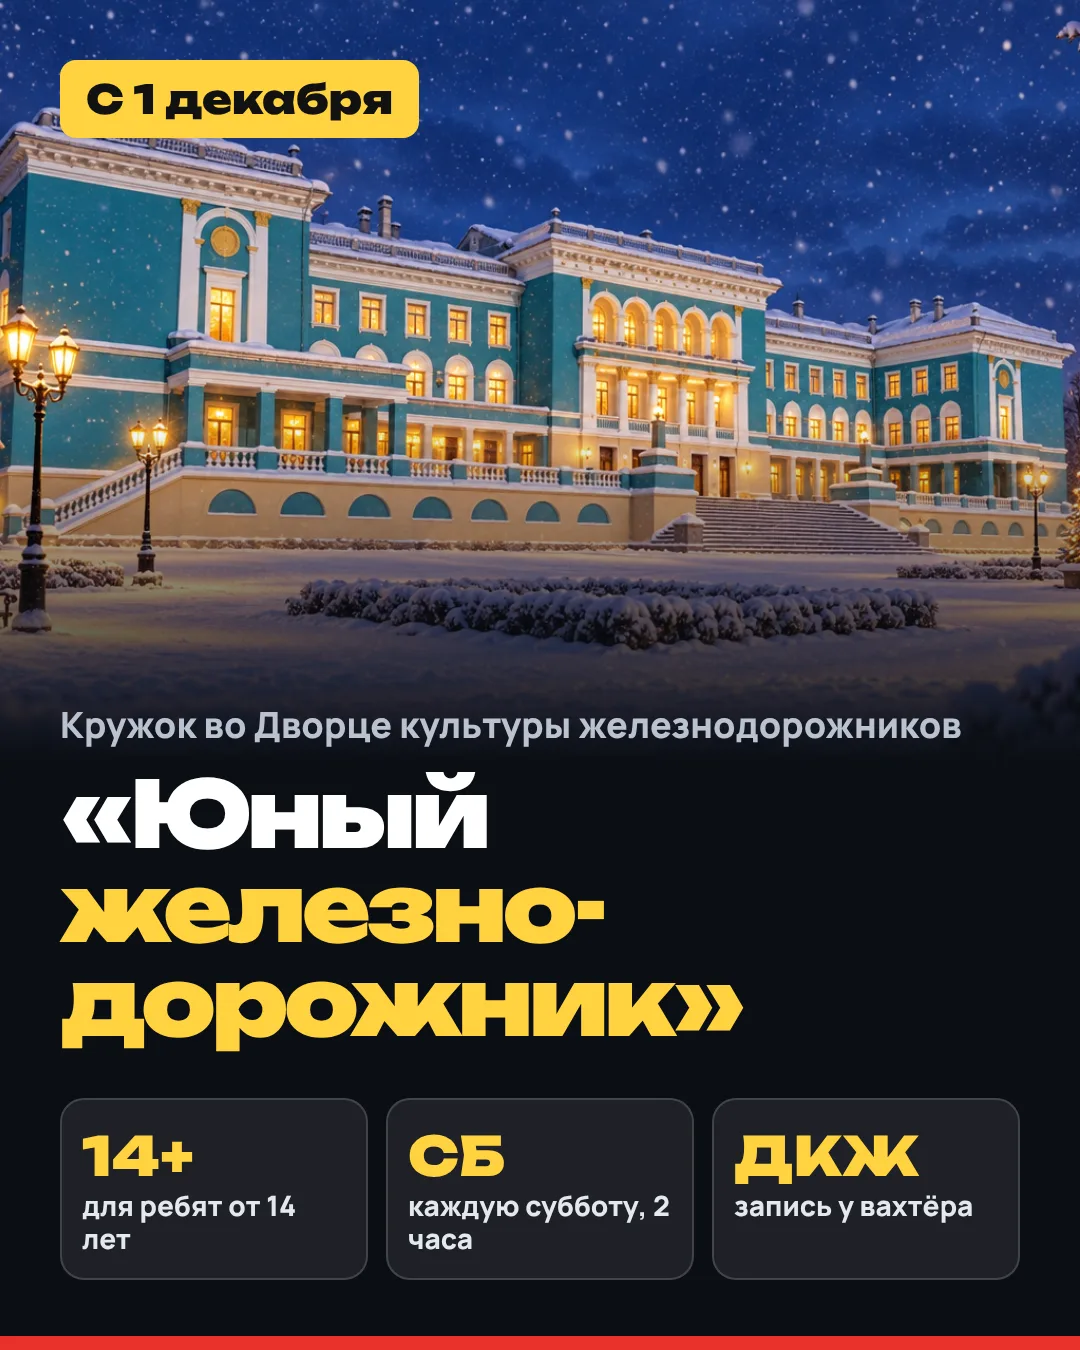 С 1 декабря
Кружок во Дворце культуры железнодорожников
«Юный
железно-
дорожник»
14+
для ребят от 14
лет
СБ
каждую субботу, 2
часа
ДКЖ
запись у вахтёра